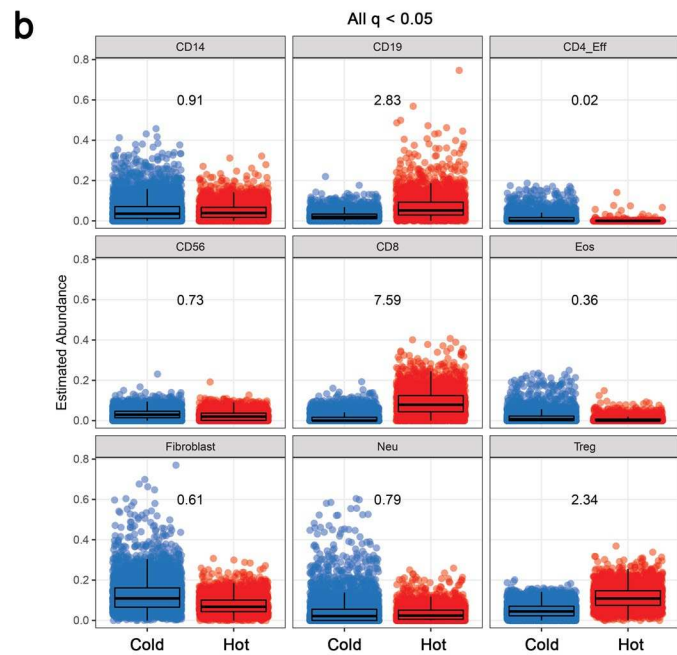 b
All q < 0.05
CD14 CD19 CD4_Eff
0.8
0.91 2.83 0.02
0.6
0.4
0.2
0.0
CD56 CD8 Eos
0.8
0.73 7.59 0.36
0.6
0.4
0.2
0.0
Estimated Abundance
Fibroblast Neu Treg
0.8
0.61 0.79 2.34
0.6
0.4
0.2
0.0
Cold Hot Cold Hot Cold Hot